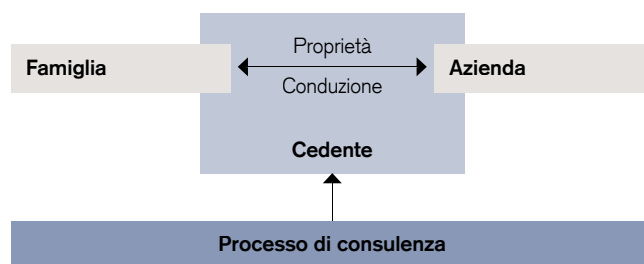 Proprietà
Famiglia
Azienda
Conduzione
Cedente
Processo di consulenza